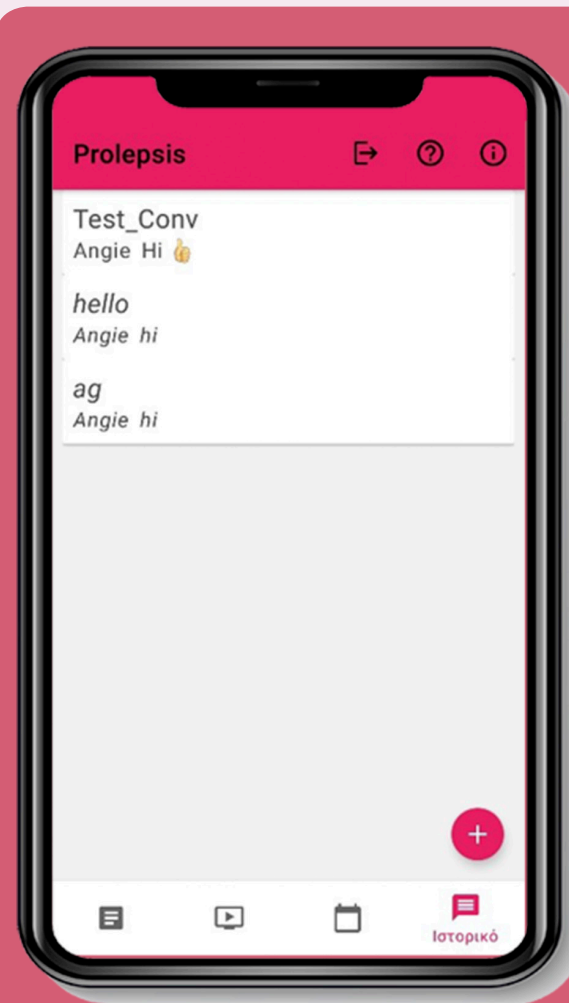 Prolepsis
Test_Conv
Angie Hi 👍
hello
Angie hi
ag
Angie hi
Ιστορικό